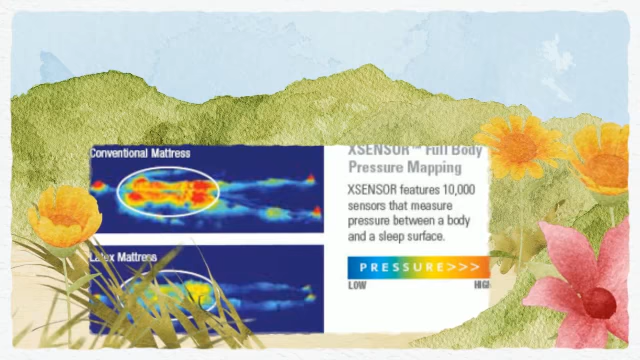 Conventional Mattress
Latex Mattress
XSENSOR™ Full Body
Pressure Mapping
XSENSOR features 10,000
sensors that measure
pressure between a body
and a sleep surface.
PRESSURE>>>
LOW HIGH